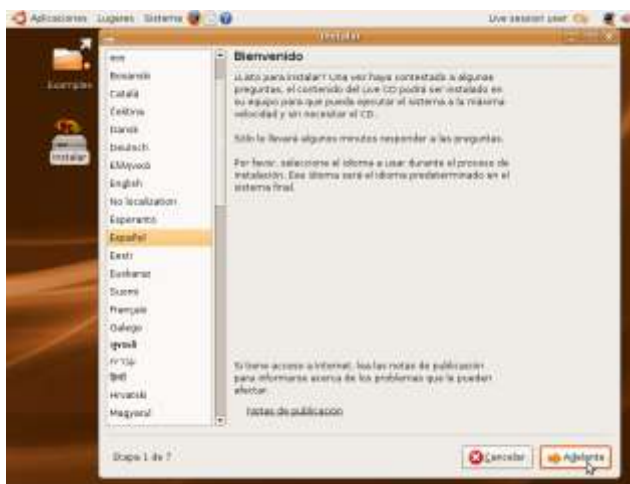 Aplicaciones Lugares Sistema
Live session user
Instalar
Examples
Instalar
Bosanski
Català
Čeština
Dansk
Deutsch
Ελληνικά
English
No localization
Esperanto
Español
Eesti
Euskaraz
Suomi
Français
Galego
ગુજરાતી
עברית
हिन्दी
Hrvatski
Magyarul
Bienvenido
¿Listo para instalar? Una vez haya contestado a algunas
preguntas, el contenido del Live CD podrá ser instalado en
su equipo para que pueda ejecutar el sistema a la máxima
velocidad y sin necesitar el CD.
Sólo le llevará algunos minutos responder a las preguntas.
Por favor, seleccione el idioma a usar durante el proceso de
instalación. Ese idioma será el idioma predeterminado en el
sistema final.
Si tiene acceso a Internet, lea las notas de publicación
para informarse acerca de los problemas que le puedan
afectar.
Notas de publicación
Etapa 1 de 7
Cancelar
Adelante